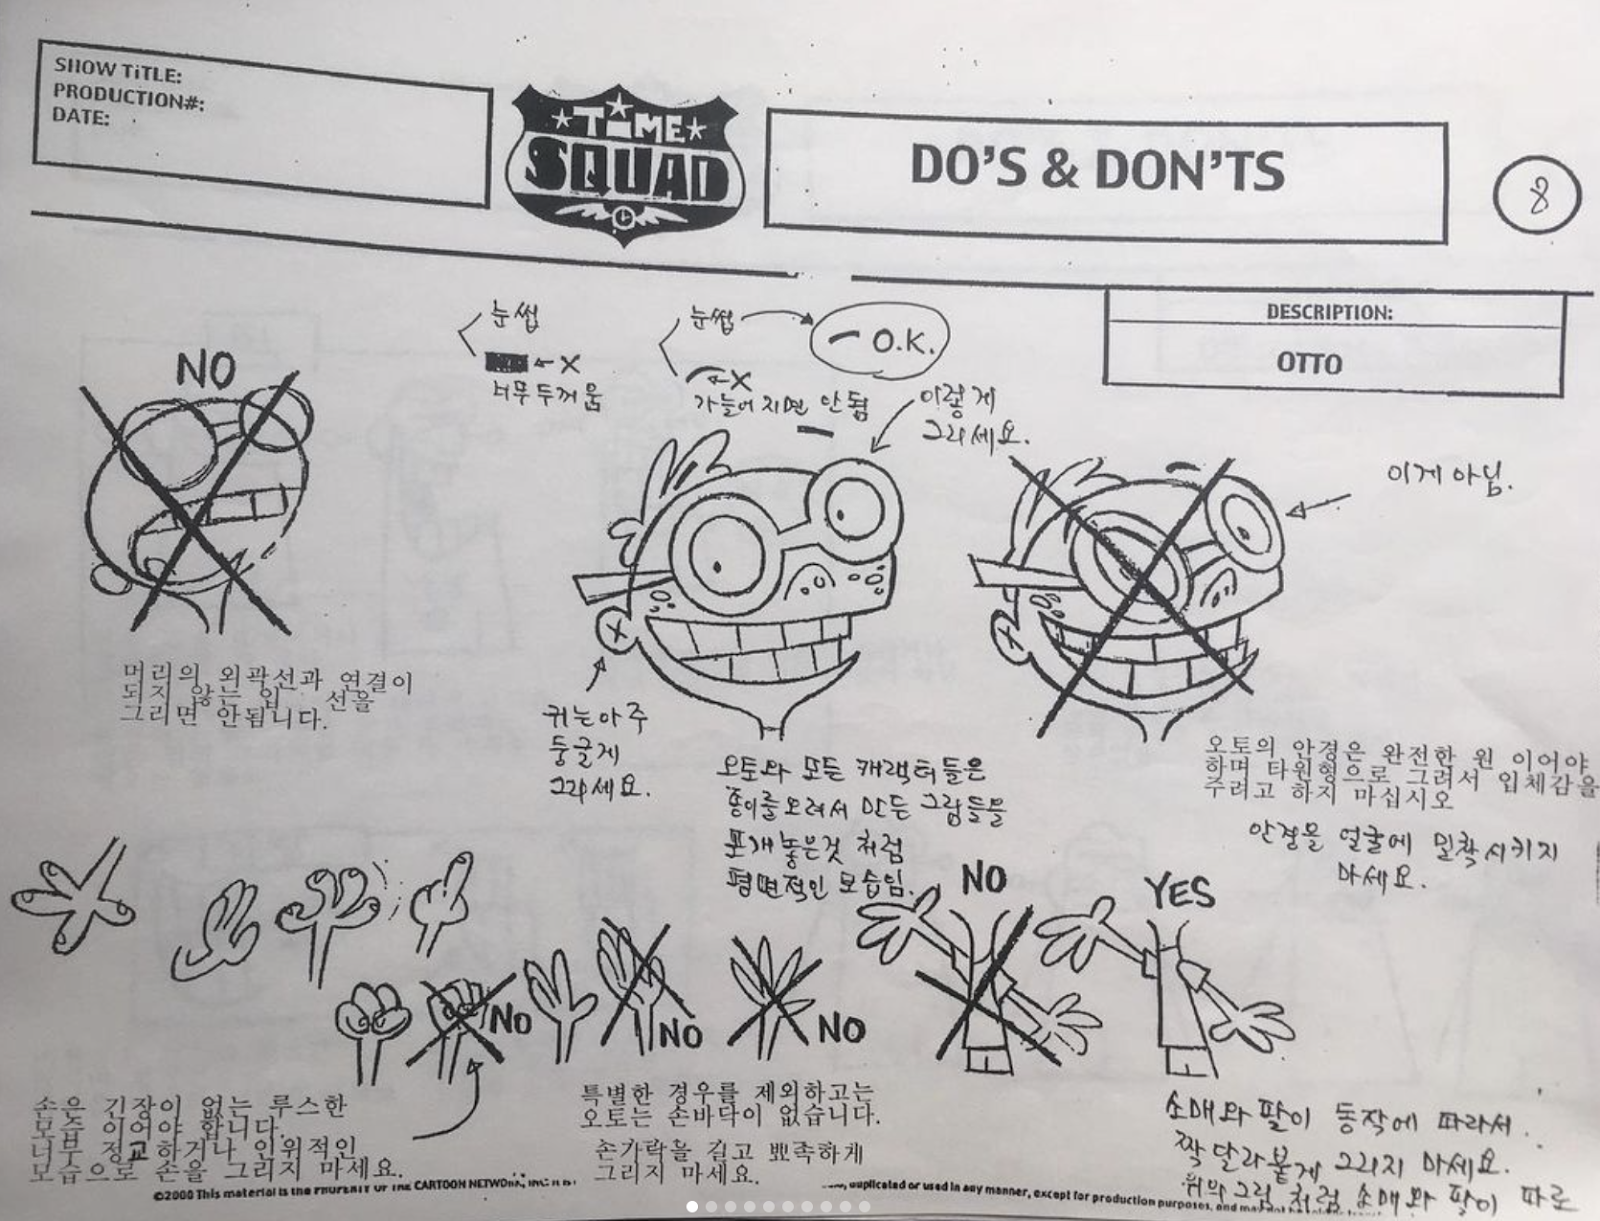 SHOW TiTLE:
PRODUCTION#:
DATE:
TIME
SQUAD
DO'S & DON'TS
8
DESCRIPTION:
OTTO
NO
눈썹
← X
너무 두꺼움
눈썹
O.K.
←X
가늘어지면 안됨
이렇게
그리세요.
이게 아님.
머리의 외곽선과 연결이
되지 않는 입 선을
그리면 안됩니다.
귀는 아주
둥글게
그리세요.
오토와 모든 캐랙터들은
종이를 오려서 만든 그림들을
포개 놓은것 처럼
평면적인 모습임.
오토의 안경은 완전한 원 이어야
하며 타원형으로 그려서 입체감을
주려고 하지 마십시오
안경을 얼굴에 밀착시키지
마세요.
NO
YES
NO
NO
NO
손은 긴장이 없는 루스한
모습 이어야 합니다.
너무 정교하거나 인위적인
모습으로 손을 그리지 마세요.
특별한 경우를 제외하고는
오토는 손바닥이 없습니다.
손가락을 길고 뾰족하게
그리지 마세요.
소매와 팔이 동작에 따라서
짝 달라붙게 그리지 마세요.
위의 그림 처럼 소매와 팔이 따로
©2000 This material is the PROPERTY OF THE CARTOON NETWORK, INC.
duplicated or used in any manner, except for production purposes, and may not be